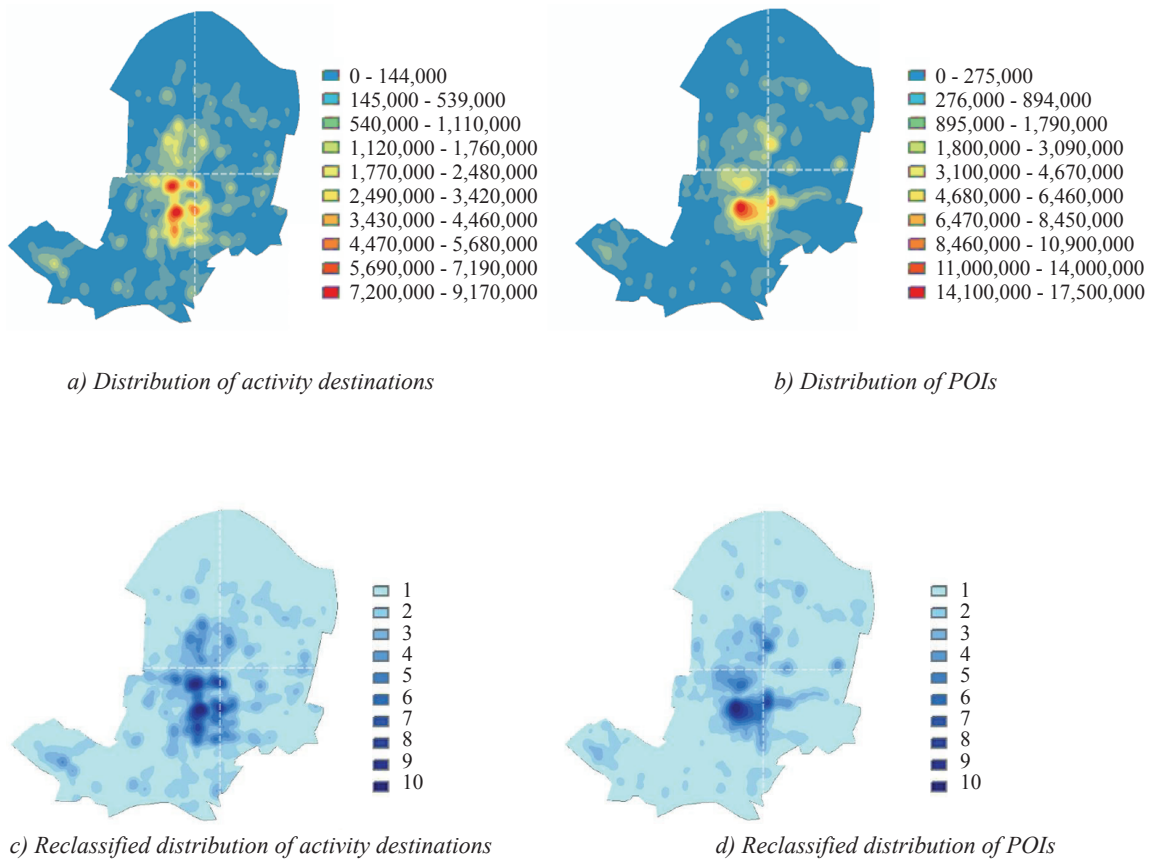 0 - 144,000
145,000 - 539,000
540,000 - 1,110,000
1,120,000 - 1,760,000
1,770,000 - 2,480,000
2,490,000 - 3,420,000
3,430,000 - 4,460,000
4,470,000 - 5,680,000
5,690,000 - 7,190,000
7,200,000 - 9,170,000
a) Distribution of activity destinations
0 - 275,000
276,000 - 894,000
895,000 - 1,790,000
1,800,000 - 3,090,000
3,100,000 - 4,670,000
4,680,000 - 6,460,000
6,470,000 - 8,450,000
8,460,000 - 10,900,000
11,000,000 - 14,000,000
14,100,000 - 17,500,000
b) Distribution of POIs
1
2
3
4
5
6
7
8
9
10
c) Reclassified distribution of activity destinations
1
2
3
4
5
6
7
8
9
10
d) Reclassified distribution of POIs